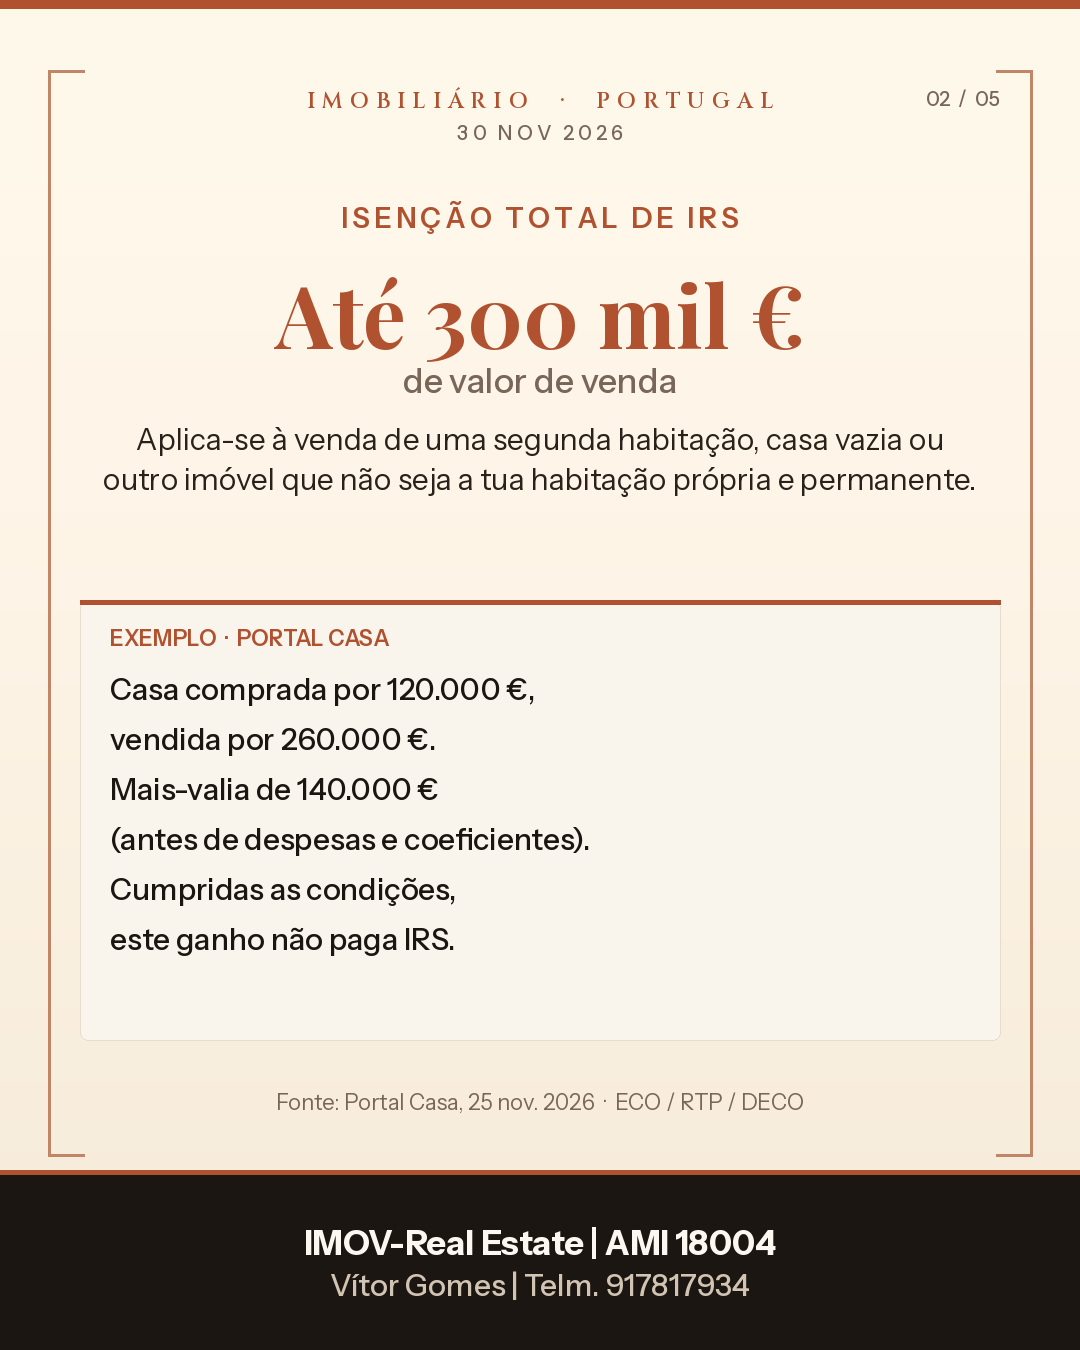 IMOBILIÁRIO · PORTUGAL
02 / 05
30 NOV 2026
ISENÇÃO TOTAL DE IRS
Até 300 mil €
de valor de venda
Aplica-se à venda de uma segunda habitação, casa vazia ou
outro imóvel que não seja a tua habitação própria e permanente.
EXEMPLO · PORTAL CASA
Casa comprada por 120.000 €,
vendida por 260.000 €.
Mais-valia de 140.000 €
(antes de despesas e coeficientes).
Cumpridas as condições,
este ganho não paga IRS.
Fonte: Portal Casa, 25 nov. 2026 · ECO / RTP / DECO
IMOV-Real Estate | AMI 18004
Vítor Gomes | Telm. 917817934